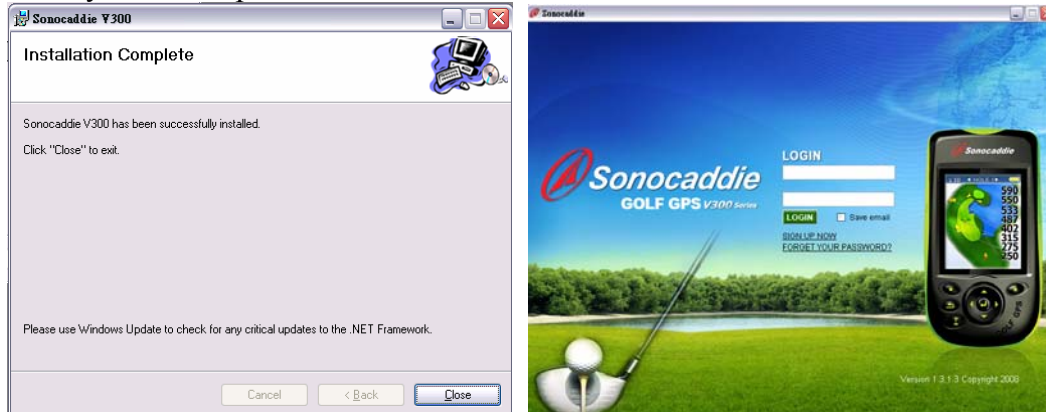 Sonocaddie V300
Installation Complete
Sonocaddie V300 has been successfully installed.
Click "Close" to exit.
Please use Windows Update to check for any critical updates to the .NET Framework.
Cancel
< Back
Close
Sonocaddie
Sonocaddie
GOLF GPS V300 Series
LOGIN
LOGIN
Save email
SIGN UP NOW
FORGET YOUR PASSWORD?
Sonocaddie
590
550
533
487
402
315
275
250
GOLF GPS
Version 1.3.1.3 Copyright 2008